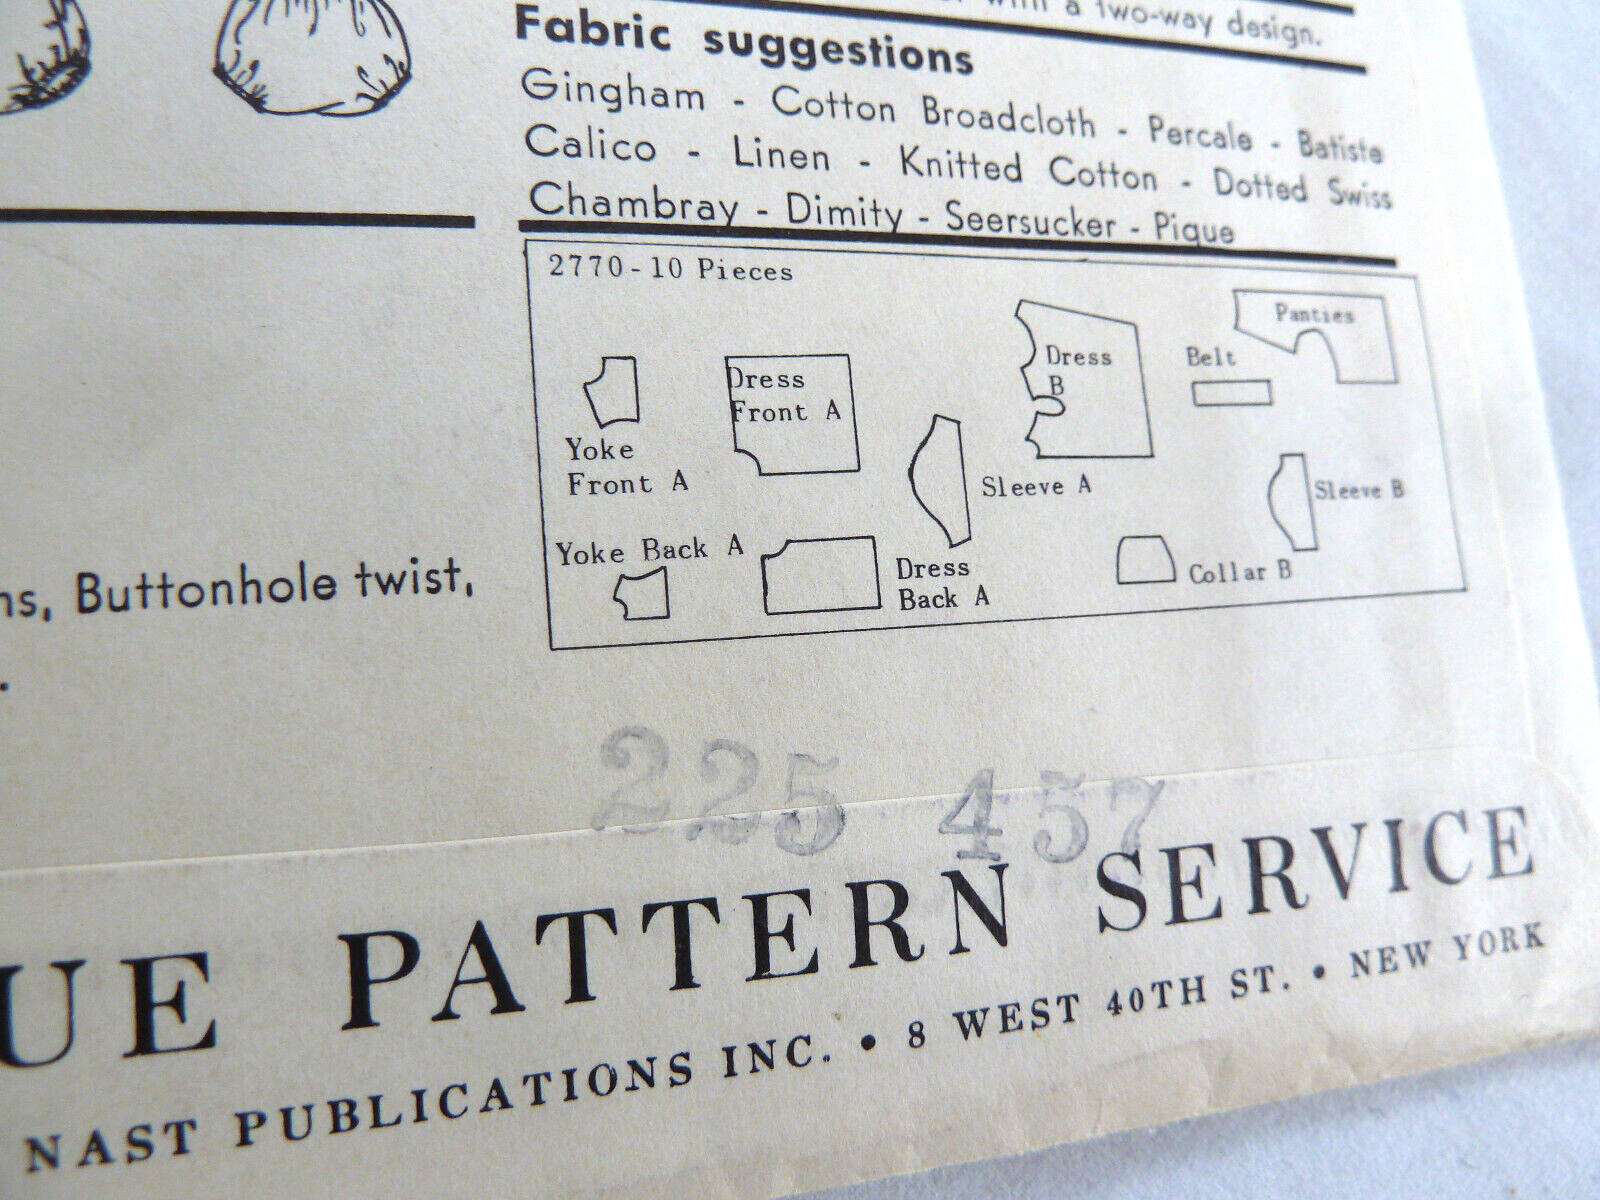 with a two-way design.
Fabric suggestions
Gingham - Cotton Broadcloth - Percale - Batiste
Calico - Linen - Knitted Cotton - Dotted Swiss
Chambray - Dimity - Seersucker - Pique
2770-10 Pieces
Yoke
Front A
Dress
Front A
Sleeve A
Dress
B
Belt
Panties
Sleeve B
Yoke Back A
Dress
Back A
Collar B
ns, Buttonhole twist,
225 457
UE PATTERN SERVICE
NAST PUBLICATIONS INC. • 8 WEST 40TH ST. • NEW YORK